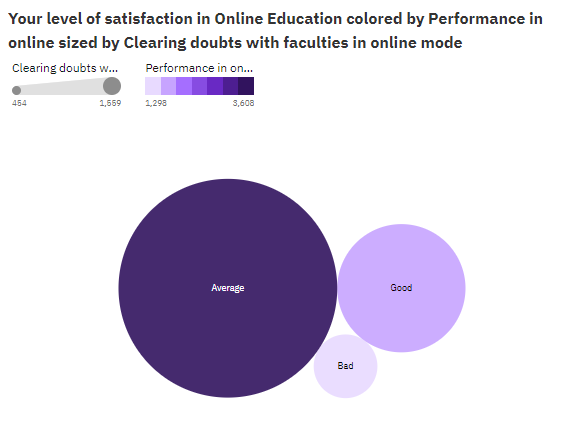 Your level of satisfaction in Online Education colored by Performance in
online sized by Clearing doubts with faculties in online mode
Clearing doubts w... Performance in on...
454 1,559 1,298 3,608
Average
Good
Bad